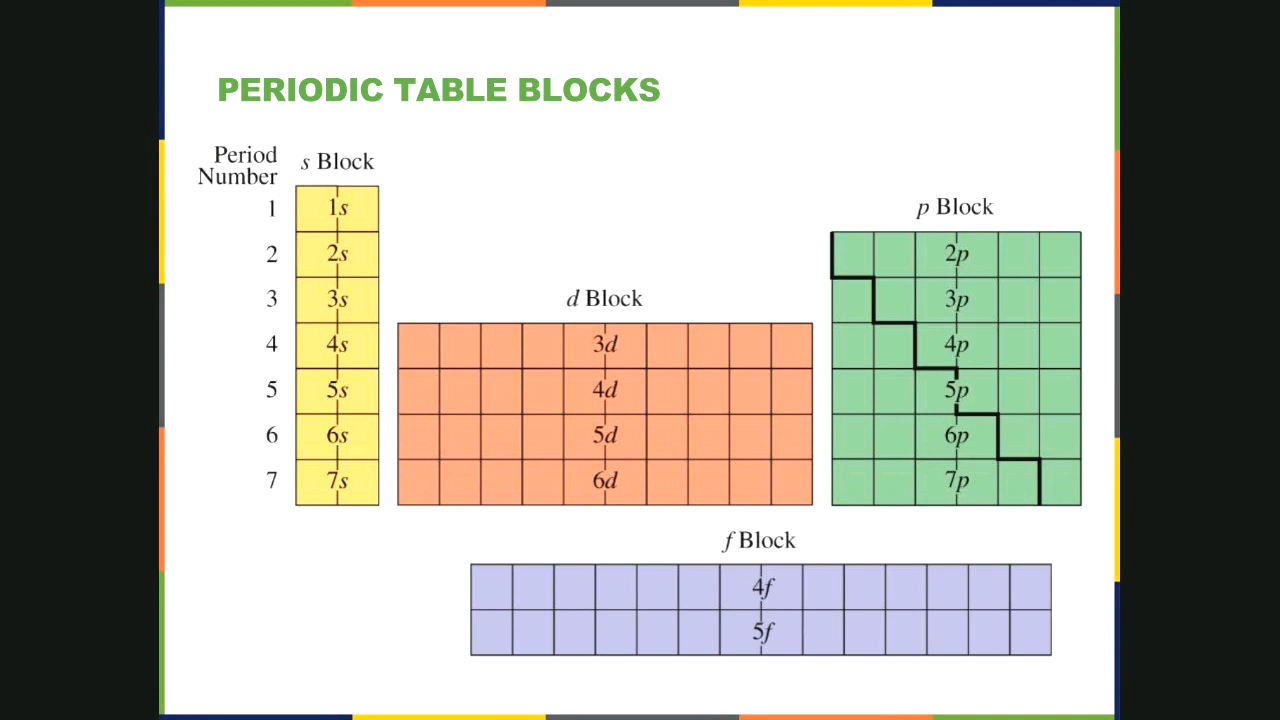 PERIODIC TABLE BLOCKS
Period
Number
s Block
1
1s
p Block
2
2s
2p
3
3s
d Block
3p
4
4s
3d
4p
5
5s
4d
5p
6
6s
5d
6p
7
7s
6d
7p
f Block
4f
5f